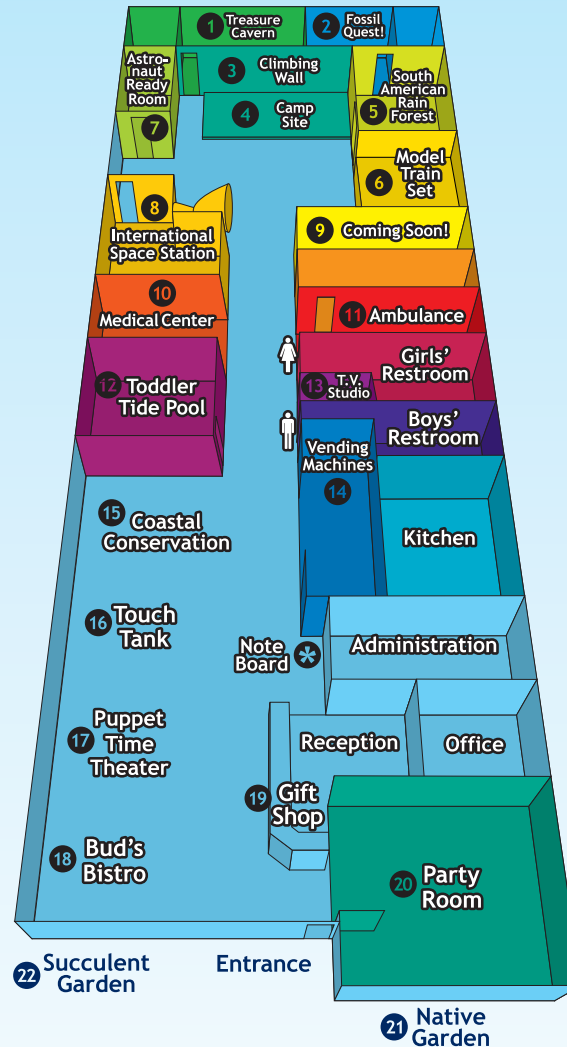 1 Treasure
Cavern
2 Fossil
Quest!
Astro-
naut
Ready
Room
7
3 Climbing
Wall
4 Camp
Site
South
American
5 Rain
Forest
Model
Train
6 Set
8
International
Space Station
9 Coming Soon!
10
Medical Center
11 Ambulance
Girls'
Restroom
12 Toddler
Tide Pool
13 T.V.
Studio
Boys'
Restroom
Vending
Machines
14
Kitchen
15 Coastal
Conservation
16 Touch
Tank
Note
Board *
Administration
Puppet
17 Time
Theater
Reception
Office
19 Gift
Shop
18 Bud's
Bistro
20 Party
Room
22 Succulent
Garden
Entrance
21 Native
Garden